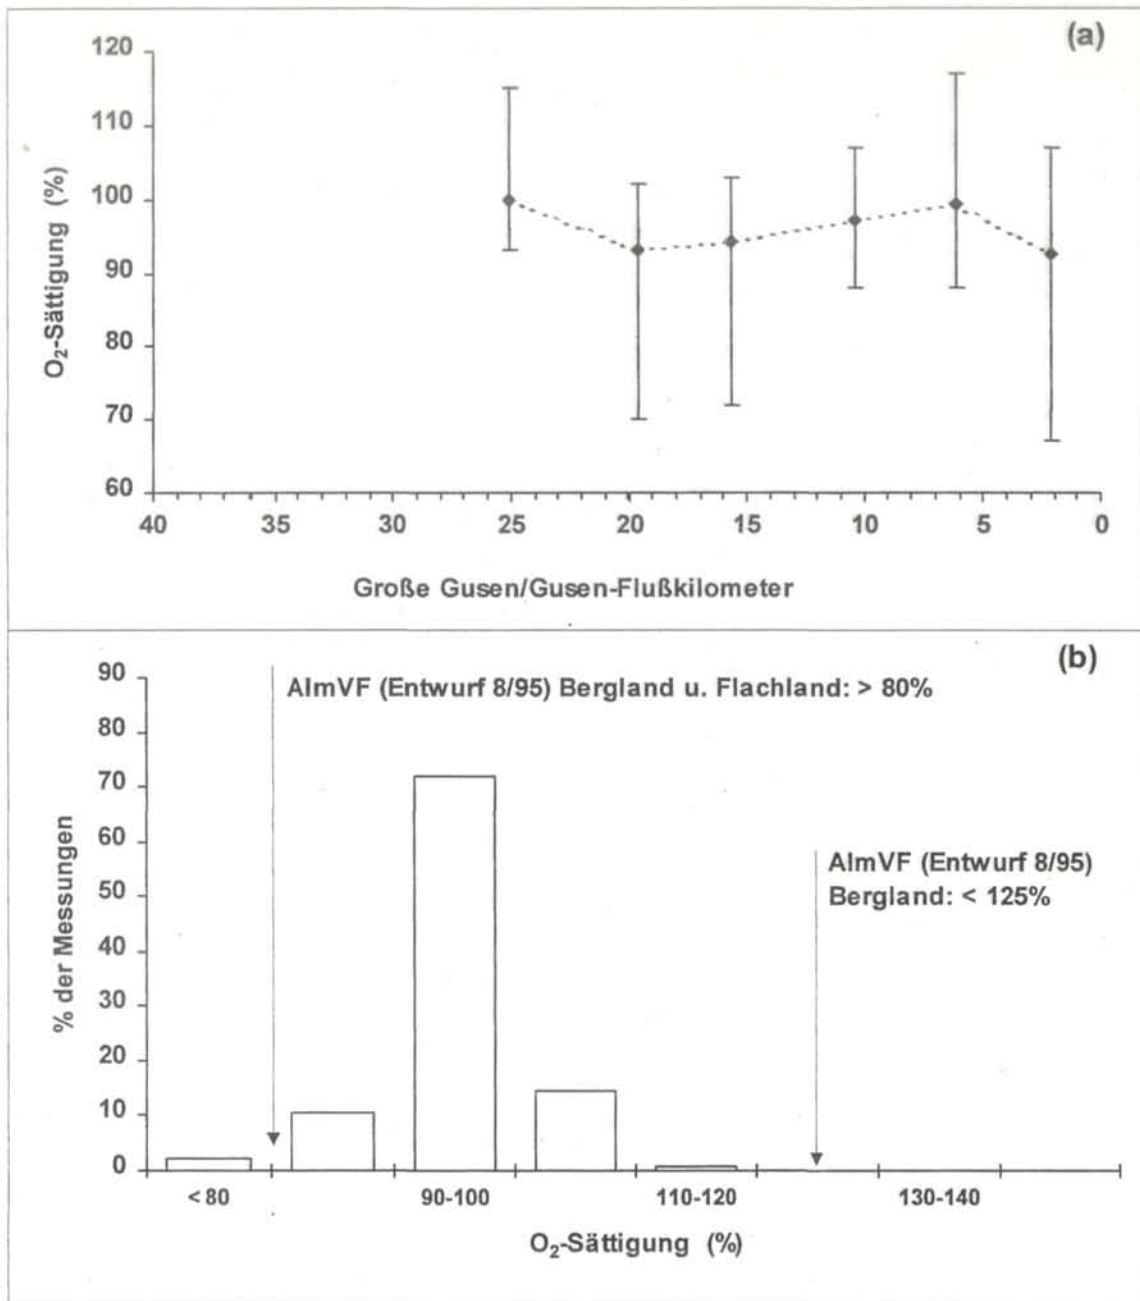 (a)
120
110
100
90
80
70
60
O₂-Sättigung (%)
40 35 30 25 20 15 10 5 0
Große Gusen/Gusen-Flußkilometer
(b)
90
80
70
60
50
40
30
20
10
0
% der Messungen
AImVF (Entwurf 8/95) Bergland u. Flachland: > 80%
AImVF (Entwurf 8/95)
Bergland: < 125%
< 80 90-100 110-120 130-140
O₂-Sättigung (%)